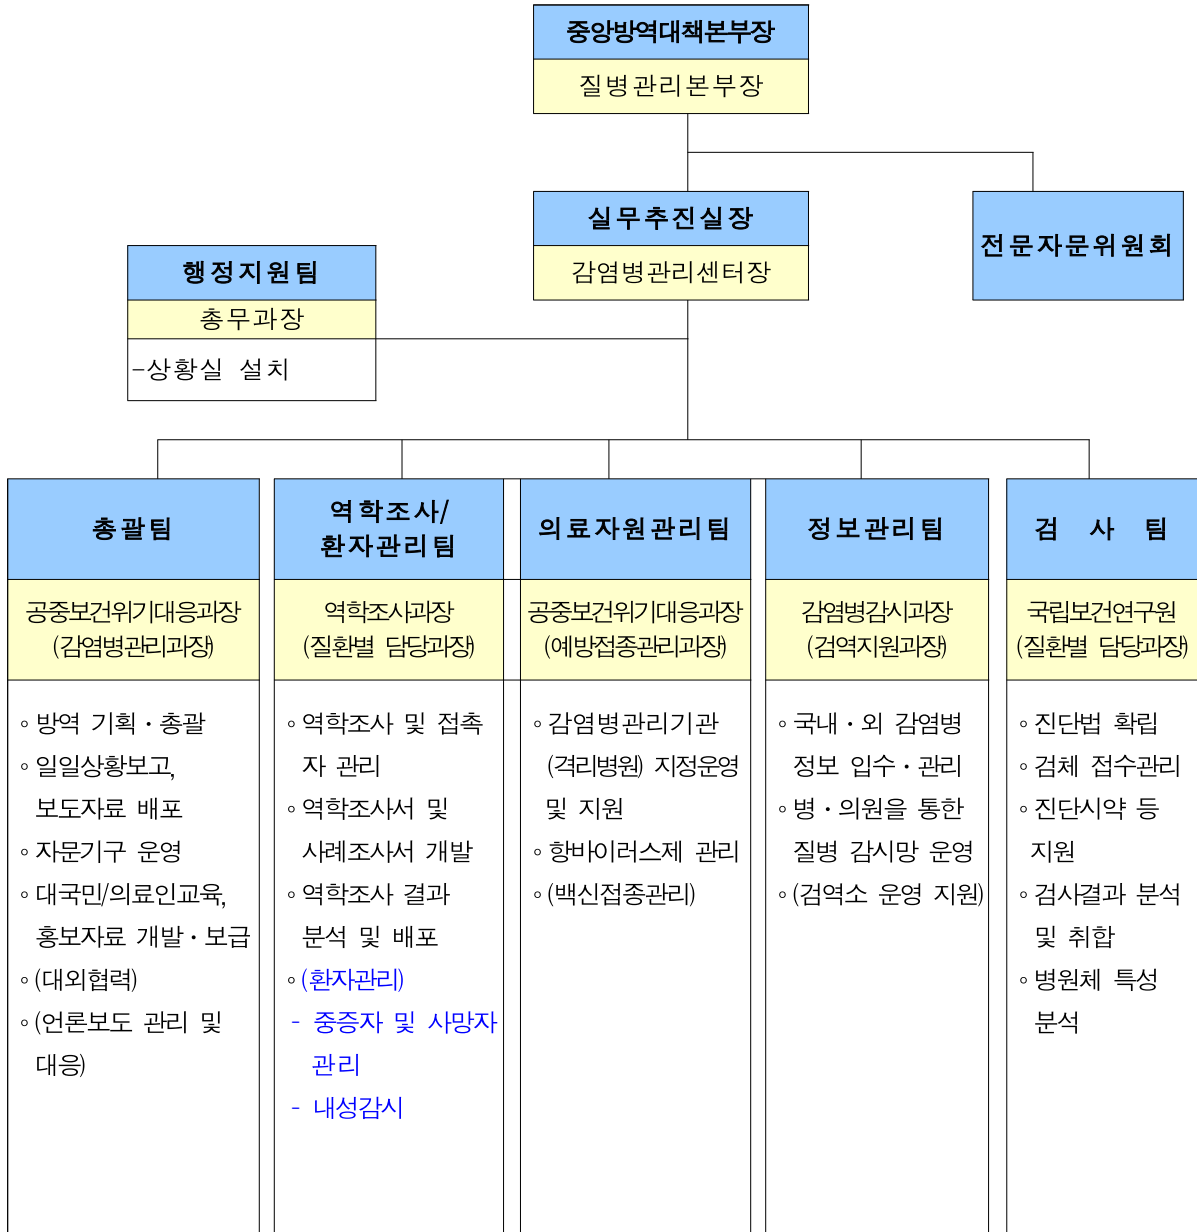 중앙방역대책본부장
질병관리본부장
실무추진실장
감염병관리센터장
전문자문위원회
행정지원팀
총무과장
-상황실 설치
총괄팀
공중보건위기대응과장
(감염병관리과장)
◦ 방역 기획·총괄
◦ 일일상황보고,
보도자료 배포
◦ 자문기구 운영
◦ 대국민/의료인교육,
홍보자료 개발·보급
◦ (대외협력)
◦ (언론보도 관리 및
대응)
역학조사/
환자관리팀
역학조사과장
(질환별 담당과장)
◦ 역학조사 및 접촉
자 관리
◦ 역학조사서 및
사례조사서 개발
◦ 역학조사 결과
분석 및 배포
◦ (환자관리)
- 중증자 및 사망자
관리
- 내성감시
의료자원관리팀
공중보건위기대응과장
(예방접종관리과장)
◦ 감염병관리기관
(격리병원) 지정운영
및 지원
◦ 항바이러스제 관리
◦ (백신접종관리)
정보관리팀
감염병감시과장
(검역지원과장)
◦ 국내·외 감염병
정보 입수·관리
◦ 병·의원을 통한
질병 감시망 운영
◦ (검역소 운영 지원)
검 사 팀
국립보건연구원
(질환별 담당과장)
◦ 진단법 확립
◦ 검체 접수관리
◦ 진단시약 등
지원
◦ 검사결과 분석
및 취합
◦ 병원체 특성
분석